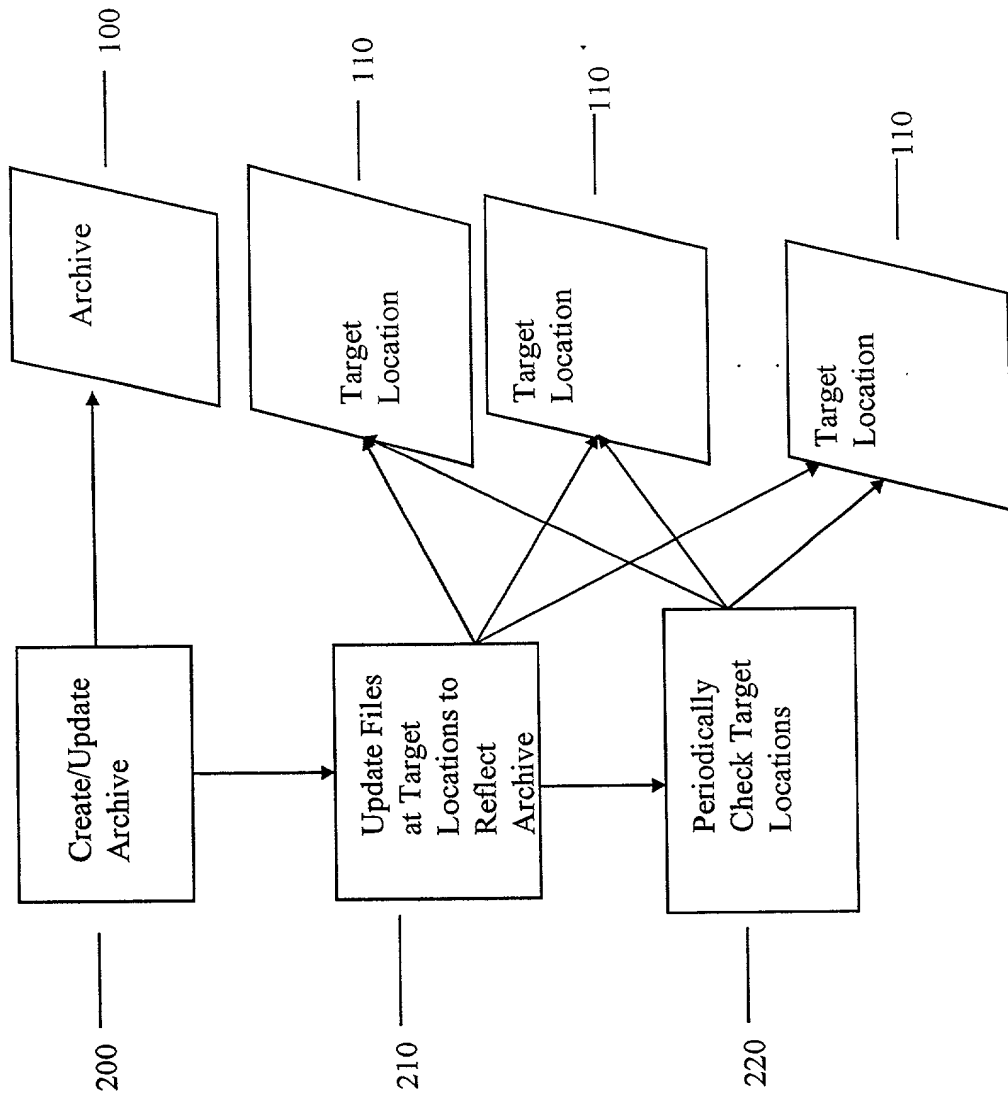 200
Create/Update
Archive
Archive
100
210
Update Files
at Target
Locations to
Reflect
Archive
Target
Location
110
Target
Location
110
220
Periodically
Check Target
Locations
Target
Location
110